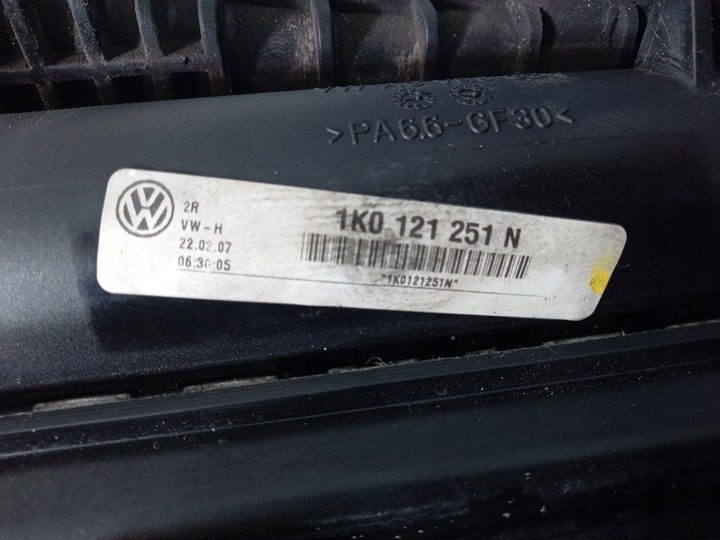 >PA6.6-GF30<
2R
VW-H
22.02.07
06:30:05
1K0 121 251 N
*1K0121251N*